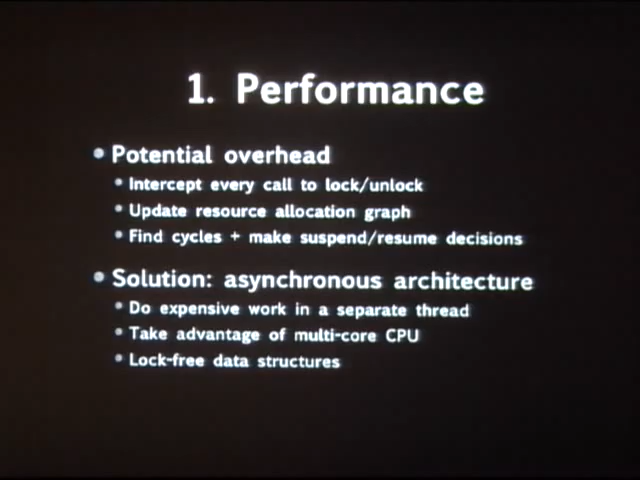 1. Performance
• Potential overhead
• Intercept every call to lock/unlock
• Update resource allocation graph
• Find cycles + make suspend/resume decisions
• Solution: asynchronous architecture
• Do expensive work in a separate thread
• Take advantage of multi-core CPU
• Lock-free data structures